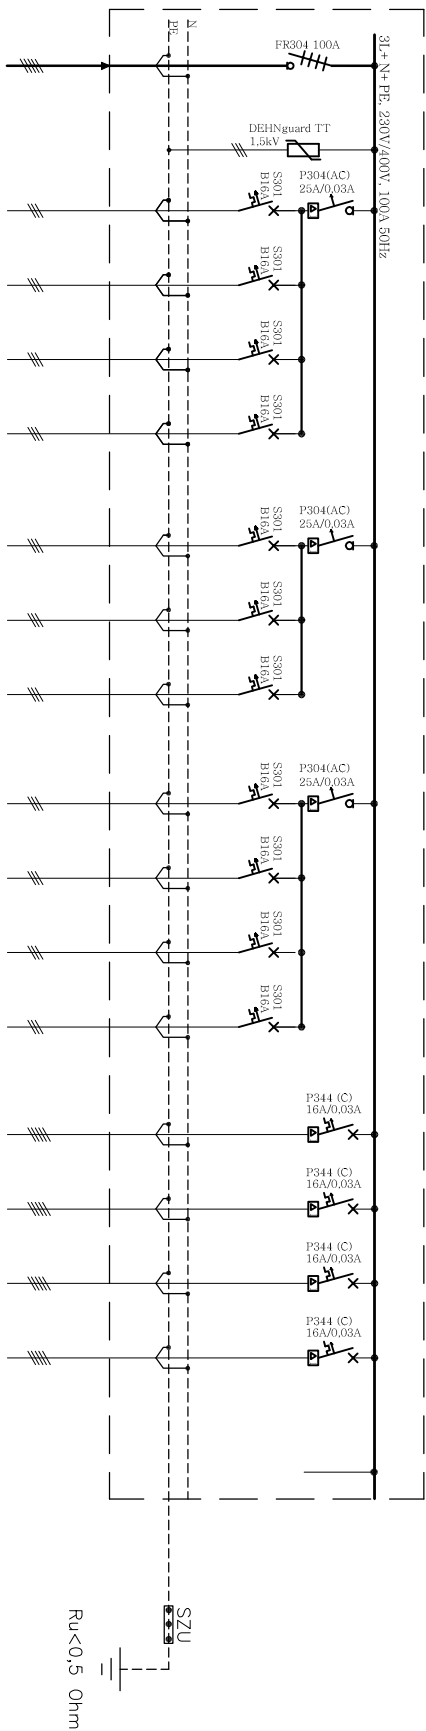 PE
N
FR304 100A
3L+ N+ PE, 230V/400V, 100A 50Hz
DEHNguard TT
1,5kV
P304(AC)
25A/0,03A
S301
B16A
S301
B16A
S301
B16A
S301
B16A
P304(AC)
25A/0,03A
S301
B16A
S301
B16A
S301
B16A
P304(AC)
25A/0,03A
S301
B16A
S301
B16A
S301
B16A
S301
B16A
P344 (C)
16A/0,03A
P344 (C)
16A/0,03A
P344 (C)
16A/0,03A
P344 (C)
16A/0,03A
SZU
Ru<0,5 Ohm